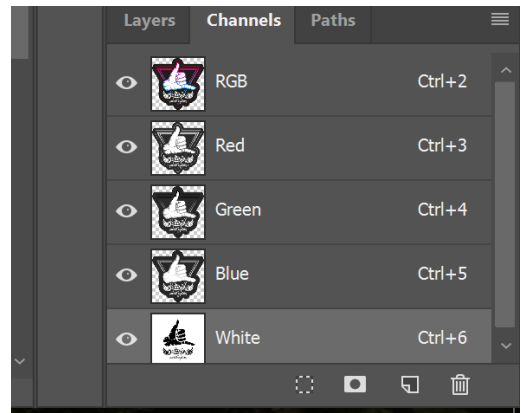 Layers Channels Paths
RGB Ctrl+2
Red Ctrl+3
Green Ctrl+4
Blue Ctrl+5
White Ctrl+6